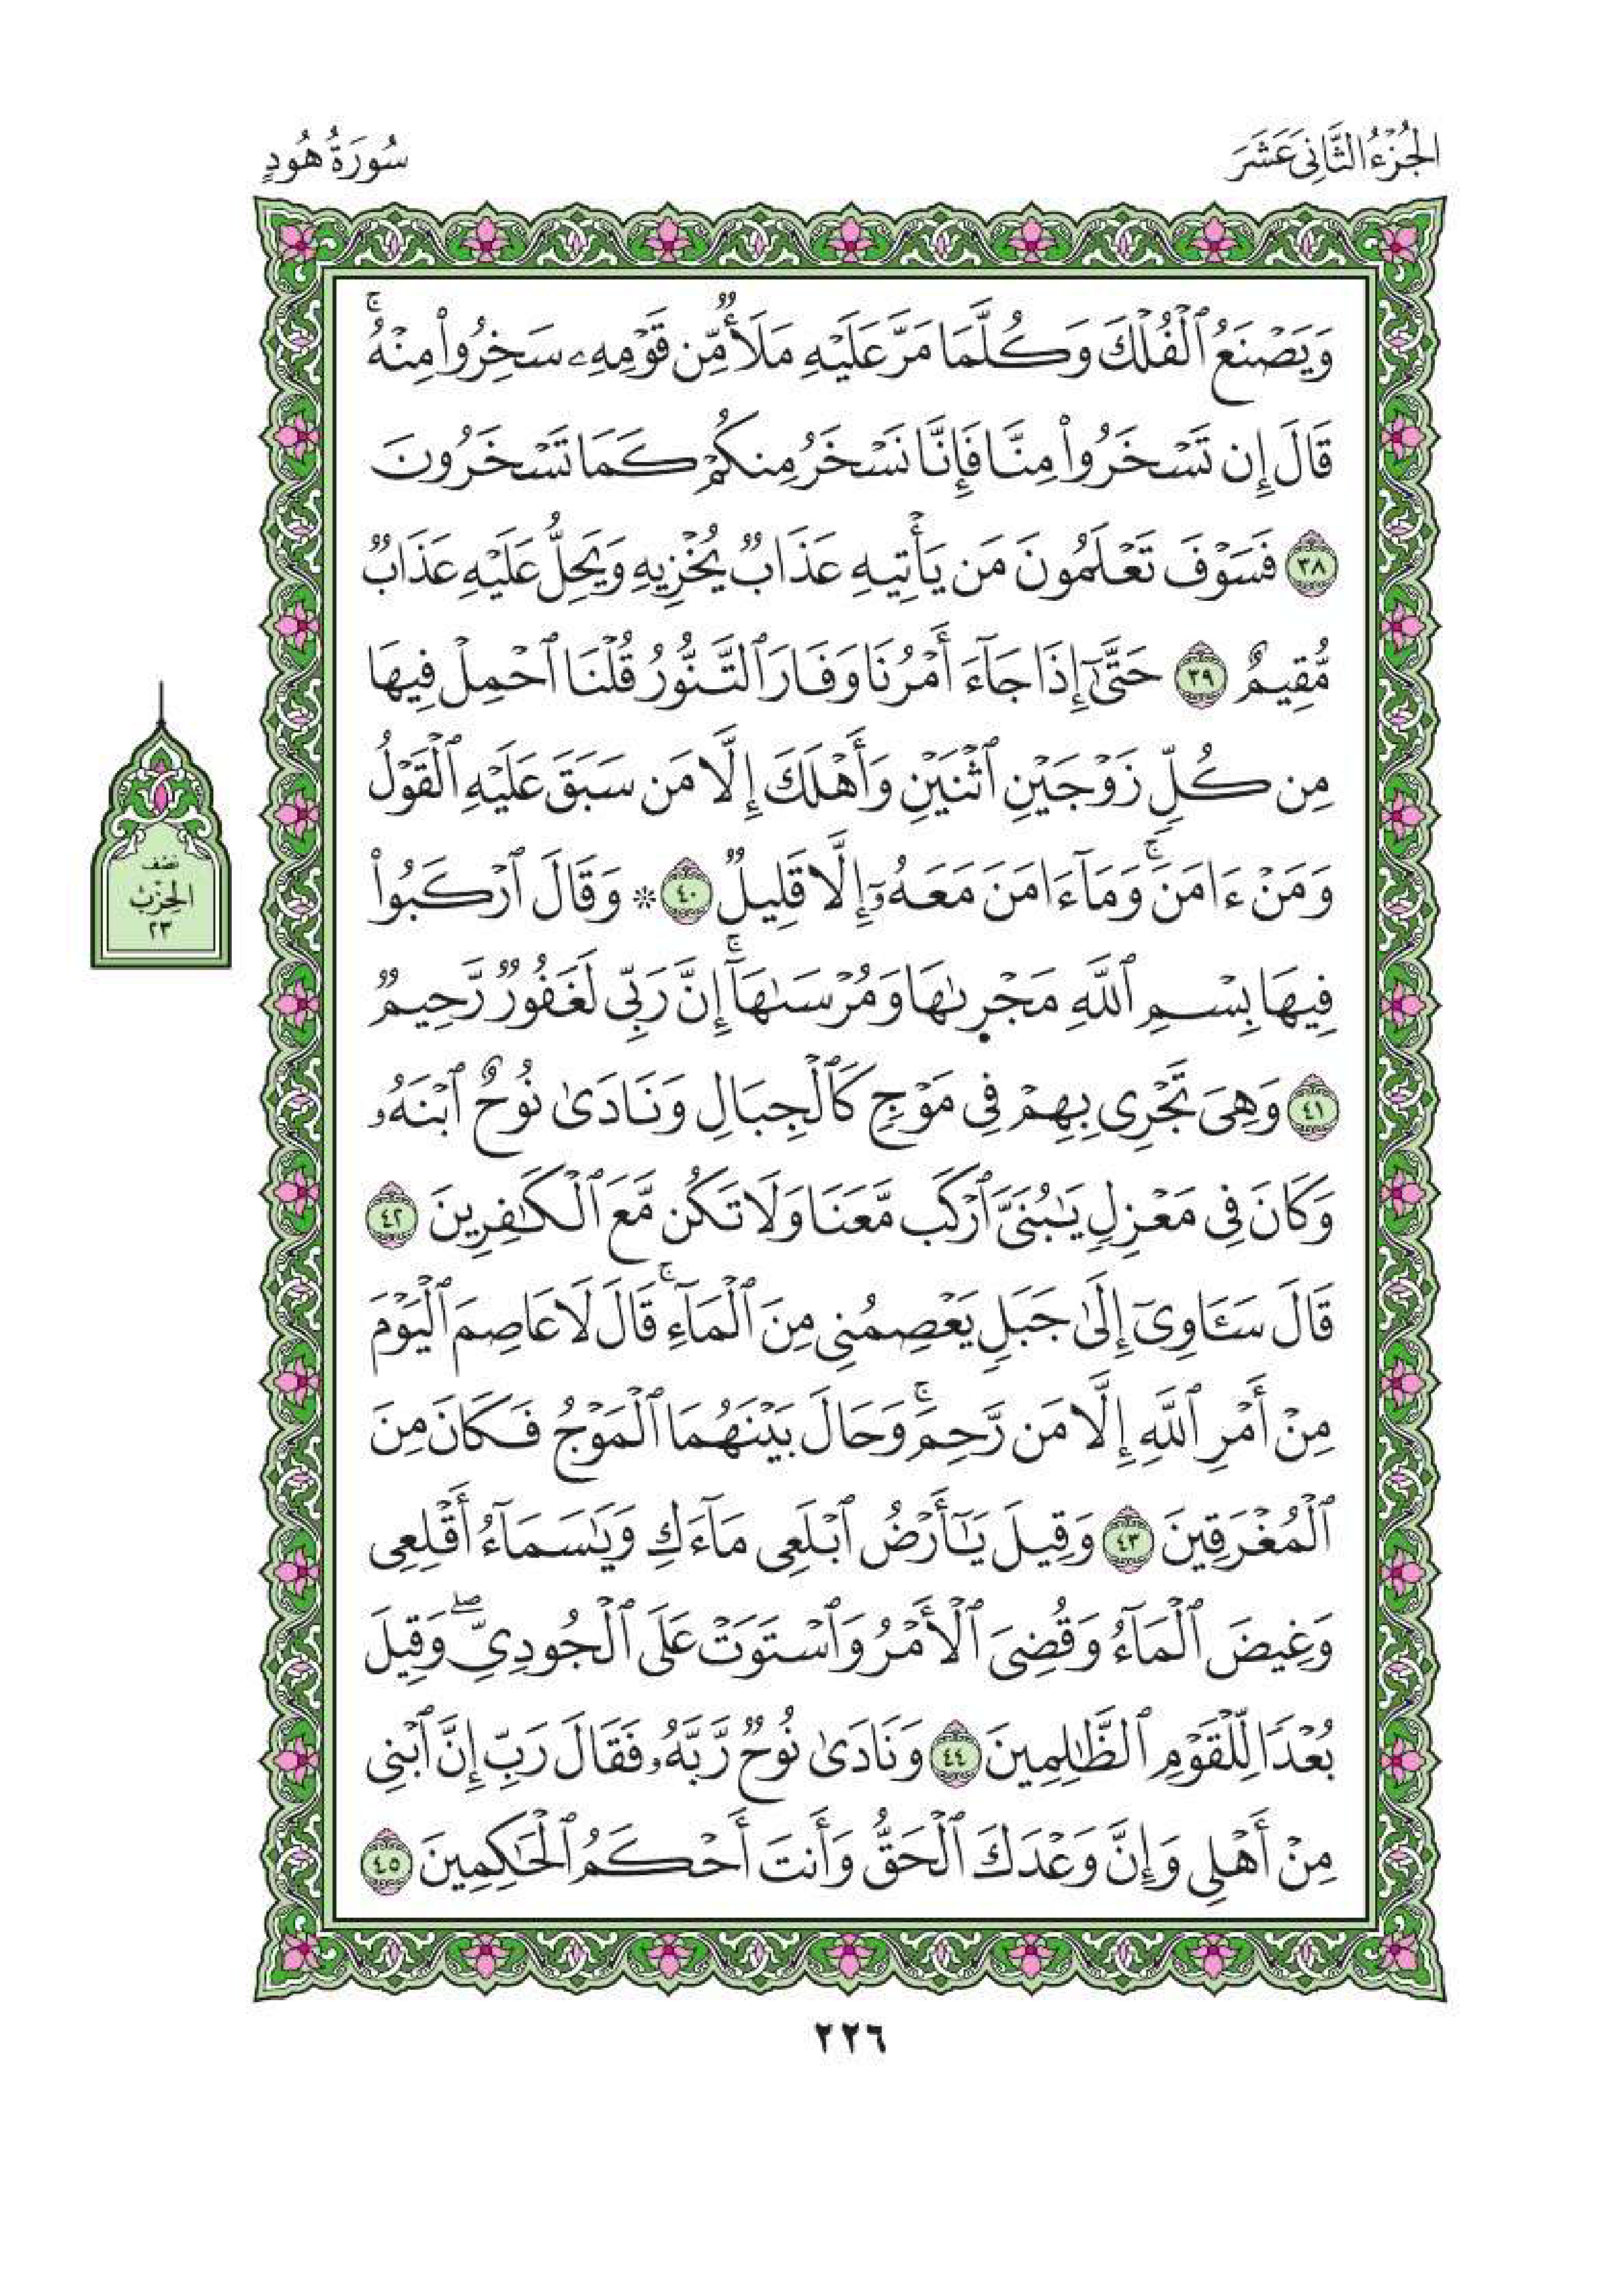 الجُزْءُ الثَّانِي عَشَرَ
سُورَةُ هُودٍ
وَيَصْنَعُ ٱلْفُلْكَ وَكُلَّمَا مَرَّ عَلَيْهِ مَلَأٌ مِّن قَوْمِهِۦ سَخِرُوا۟ مِنْهُ ۚ
قَالَ إِن تَسْخَرُوا۟ مِنَّا فَإِنَّا نَسْخَرُ مِنكُمْ كَمَا تَسْخَرُونَ
٣٨ فَسَوْفَ تَعْلَمُونَ مَن يَأْتِيهِ عَذَابٌ يُخْزِيهِ وَيَحِلُّ عَلَيْهِ عَذَابٌ
مُّقِيمٌ ٣٩ حَتَّىٰٓ إِذَا جَآءَ أَمْرُنَا وَفَارَ ٱلتَّنُّورُ قُلْنَا ٱحْمِلْ فِيهَا
مِن كُلٍّ زَوْجَيْنِ ٱثْنَيْنِ وَأَهْلَكَ إِلَّا مَن سَبَقَ عَلَيْهِ ٱلْقَوْلُ
وَمَنْ ءَامَنَ ۚ وَمَآ ءَامَنَ مَعَهُۥٓ إِلَّا قَلِيلٌ ٤٠ ۞ وَقَالَ ٱرْكَبُوا۟
فِيهَا بِسْمِ ٱللَّهِ مَجْر۪ىٰهَا وَمُرْسَىٰهَآ ۚ إِنَّ رَبِّى لَغَفُورٌ رَّحِيمٌ
٤١ وَهِىَ تَجْرِى بِهِمْ فِى مَوْجٍ كَٱلْجِبَالِ وَنَادَىٰ نُوحٌ ٱبْنَهُۥ
وَكَانَ فِى مَعْزِلٍ يَٰبُنَىَّ ٱرْكَب مَّعَنَا وَلَا تَكُن مَّعَ ٱلْكَٰفِرِينَ ٤٢
قَالَ سَـَٔاوِىٓ إِلَىٰ جَبَلٍ يَعْصِمُنِى مِنَ ٱلْمَآءِ ۚ قَالَ لَا عَاصِمَ ٱلْيَوْمَ
مِنْ أَمْرِ ٱللَّهِ إِلَّا مَن رَّحِمَ ۚ وَحَالَ بَيْنَهُمَا ٱلْمَوْجُ فَكَانَ مِنَ
ٱلْمُغْرَقِينَ ٤٣ وَقِيلَ يَٰٓأَرْضُ ٱبْلَعِى مَآءَكِ وَيَٰسَمَآءُ أَقْلِعِى
وَغِيضَ ٱلْمَآءُ وَقُضِىَ ٱلْأَمْرُ وَٱسْتَوَتْ عَلَى ٱلْجُودِىِّ ۖ وَقِيلَ
بُعْدًا لِّلْقَوْمِ ٱلظَّٰلِمِينَ ٤٤ وَنَادَىٰ نُوحٌ رَّبَّهُۥ فَقَالَ رَبِّ إِنَّ ٱبْنِى
مِنْ أَهْلِى وَإِنَّ وَعْدَكَ ٱلْحَقُّ وَأَنتَ أَحْكَمُ ٱلْحَٰكِمِينَ ٤٥
نصف
الحِزْب
٢٣
٢٢٦